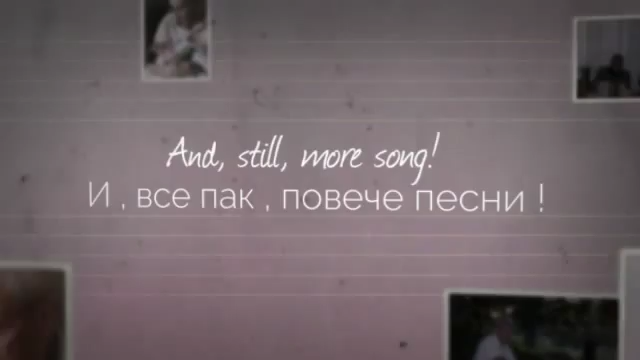 And, still, more song!
И , все пак , повече песни !